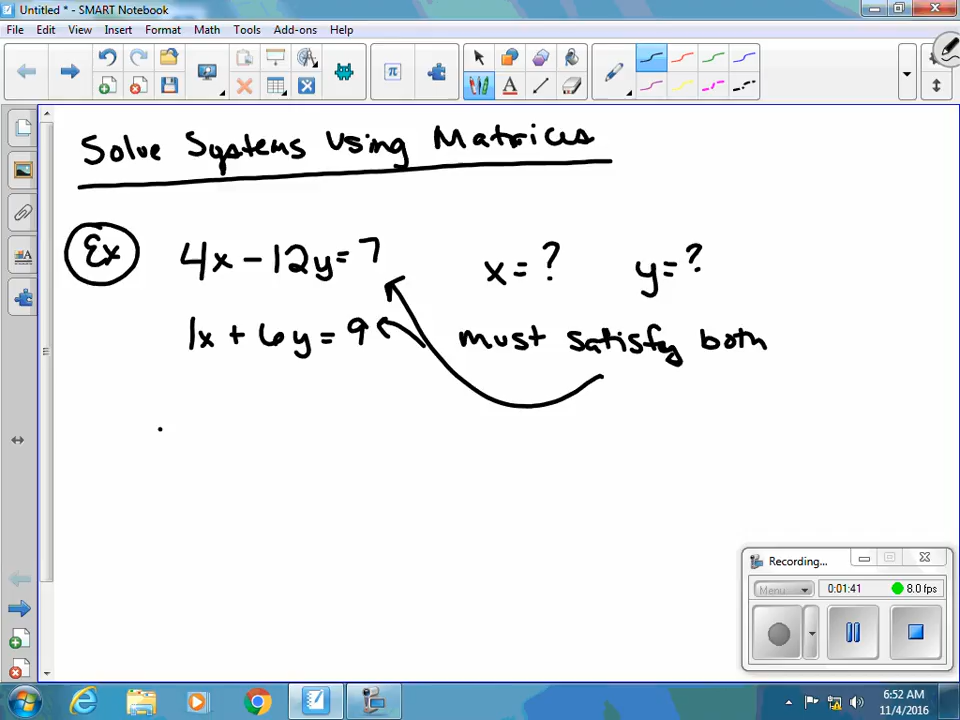 Untitled * - SMART Notebook
File Edit View Insert Format Math Tools Add-ons Help
Solve Systems Using Matrices
Ex 4x - 12y = 7 x = ? y = ?
1x + 6y = 9 must satisfy both
Recording...
Menu 0:01:41 8.0 fps
6:52 AM
11/4/2016